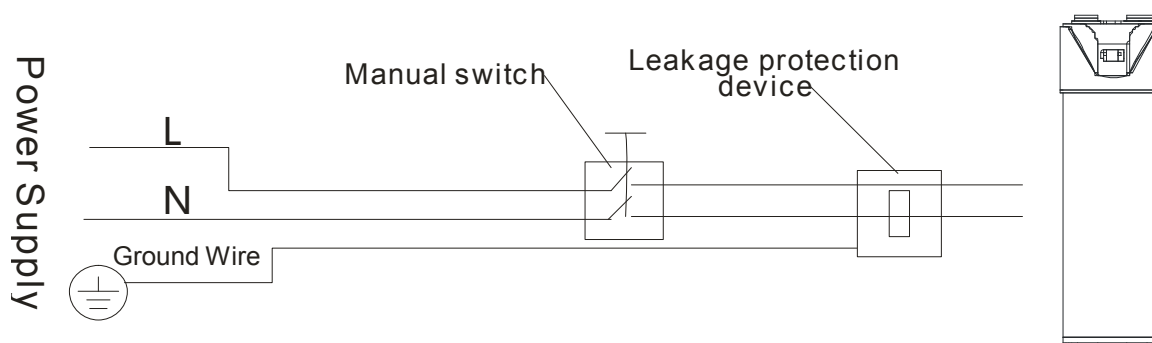 Power Supply
Manual switch
Leakage protection
device
L
N
Ground Wire